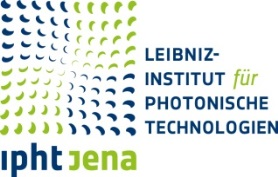 LEIBNIZ-
INSTITUT für
PHOTONISCHE
TECHNOLOGIEN
ipht jena